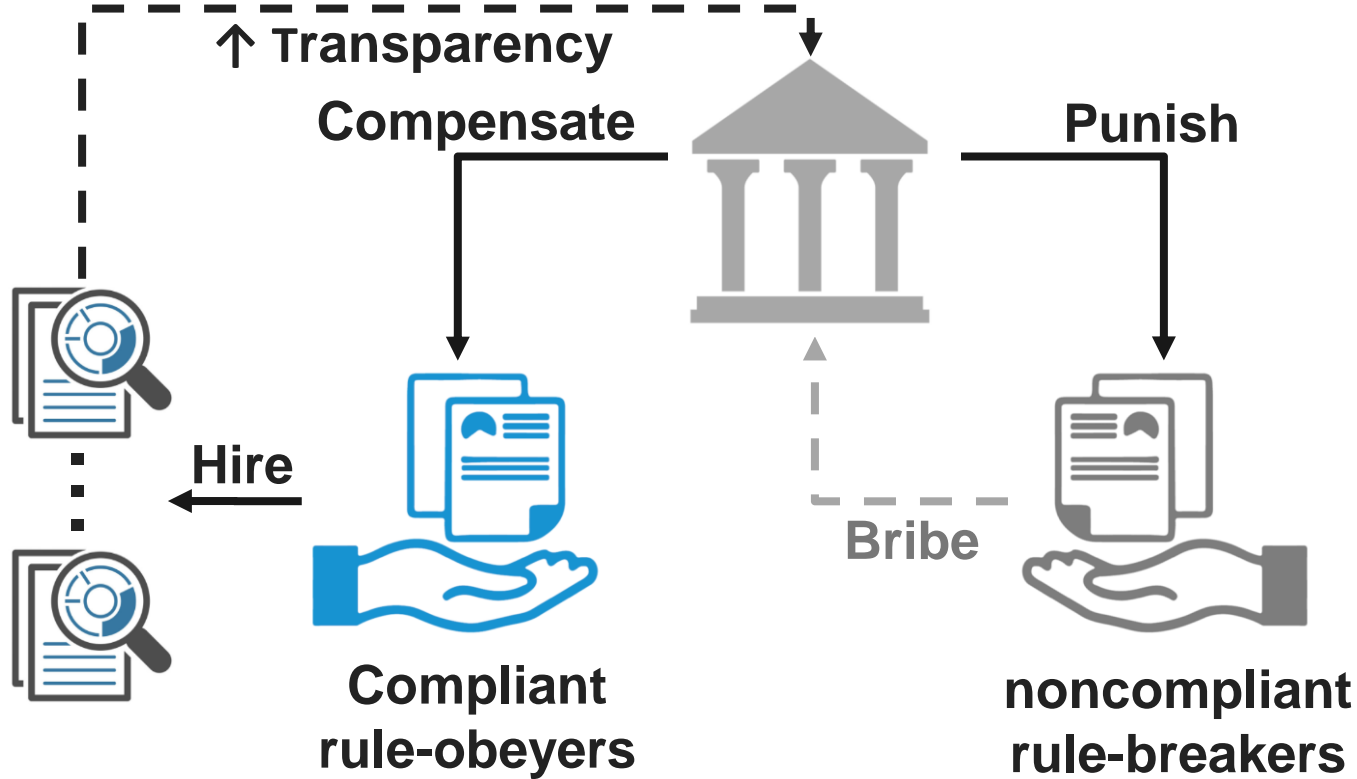 ↑ Transparency
Compensate
Punish
Hire
Bribe
Compliant
rule-obeyers
noncompliant
rule-breakers